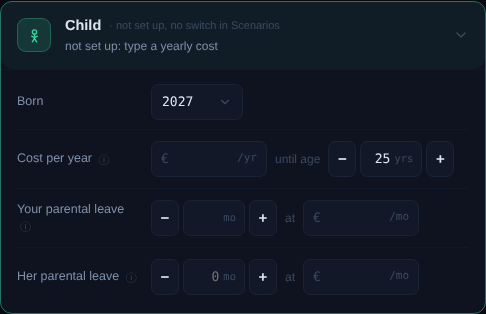 Child · not set up, no switch in Scenarios
not set up: type a yearly cost
Born 2027
Cost per year ⓘ € /yr until age − 25 yrs +
Your parental leave ⓘ − mo + at € /mo
Her parental leave ⓘ − 0 mo + at € /mo